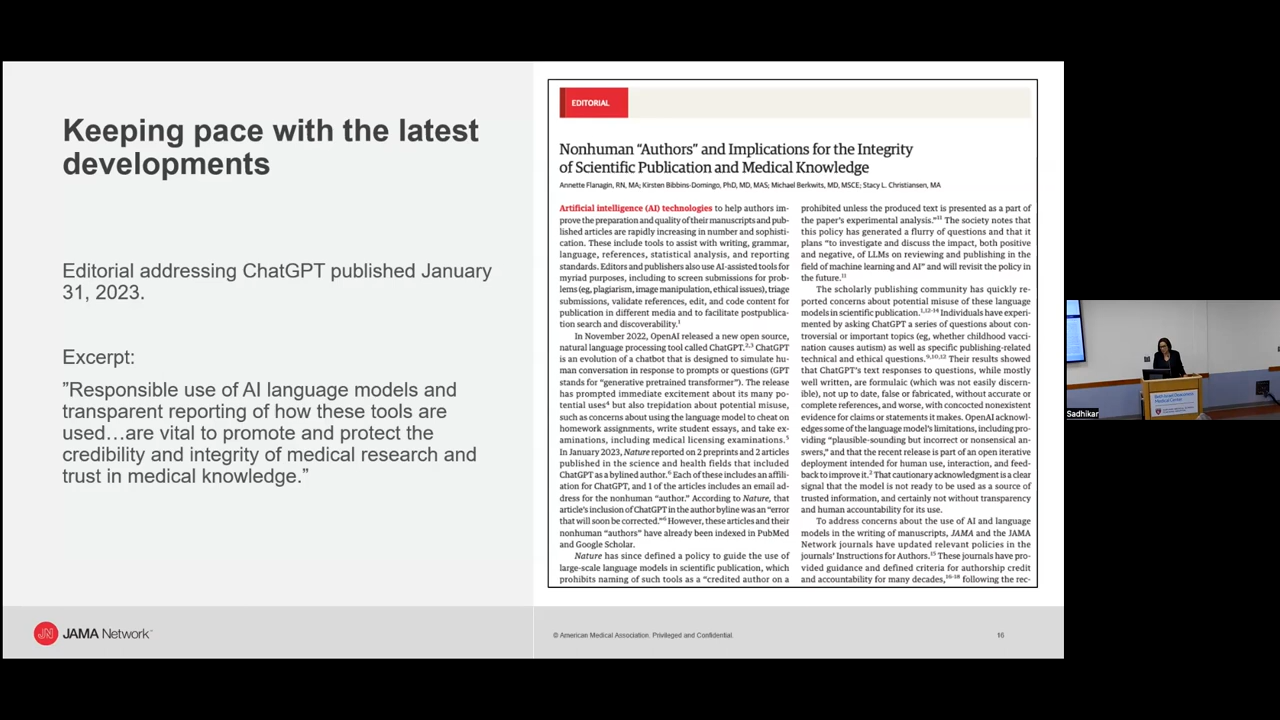 Keeping pace with the latest
developments
Editorial addressing ChatGPT published January
31, 2023.
Excerpt:
”Responsible use of AI language models and
transparent reporting of how these tools are
used…are vital to promote and protect the
credibility and integrity of medical research and
trust in medical knowledge.”
JN JAMA Network™
EDITORIAL
Nonhuman “Authors” and Implications for the Integrity
of Scientific Publication and Medical Knowledge
Annette Flanagin, RN, MA; Kirsten Bibbins-Domingo, PhD, MD, MAS; Michael Berkwits, MD, MSCE; Stacy L. Christiansen, MA
Artificial intelligence (AI) technologies to help authors im-
prove the preparation and quality of their manuscripts and pub-
lished articles are rapidly increasing in number and sophisti-
cation. These include tools to assist with writing, grammar,
language, references, statistical analysis, and reporting
standards. Editors and publishers also use AI-assisted tools for
myriad purposes, including to screen submissions for prob-
lems (eg, plagiarism, image manipulation, ethical issues), triage
submissions, validate references, edit, and code content for
publication in different media and to facilitate postpublica-
tion search and discoverability.1
In November 2022, OpenAI released a new open source,
natural language processing tool called ChatGPT.2,3 ChatGPT
is an evolution of a chatbot that is designed to simulate hu-
man conversation in response to prompts or questions (GPT
stands for “generative pretrained transformer”). The release
has prompted immediate excitement about its many po-
tential uses4 but also trepidation about potential misuse,
such as concerns about using the language model to cheat on
homework assignments, write student essays, and take ex-
aminations, including medical licensing examinations.5
In January 2023, Nature reported on 2 preprints and 2 articles
published in the science and health fields that included
ChatGPT as a bylined author.6 Each of these includes an affili-
ation for ChatGPT, and 1 of the articles includes an email ad-
dress for the nonhuman “author.” According to Nature, that
article’s inclusion of ChatGPT in the author byline was an “error
that will soon be corrected.”6 However, these articles and their
nonhuman “authors” have already been indexed in PubMed
and Google Scholar.
Nature has since defined a policy to guide the use of
large-scale language models in scientific publication, which
prohibits naming of such tools as a “credited author on a
prohibited unless the produced text is presented as a part of
the paper’s experimental analysis.”11 The society notes that
this policy has generated a flurry of questions and that it
plans “to investigate and discuss the impact, both positive
and negative, of LLMs on reviewing and publishing in the
field of machine learning and AI” and will revisit the policy in
the future.11
The scholarly publishing community has quickly re-
ported concerns about potential misuse of these language
models in scientific publication.1,12-14 Individuals have experi-
mented by asking ChatGPT a series of questions about con-
troversial or important topics (eg, whether childhood vacci-
nation causes autism) as well as specific publishing-related
technical and ethical questions.9,10,12 Their results showed
that ChatGPT’s text responses to questions, while mostly
well written, are formulaic (which was not easily discern-
ible), not up to date, false or fabricated, without accurate or
complete references, and worse, with concocted nonexistent
evidence for claims or statements it makes. OpenAI acknowl-
edges some of the language model’s limitations, including pro-
viding “plausible-sounding but incorrect or nonsensical an-
swers,” and that the recent release is part of an open iterative
deployment intended for human use, interaction, and feed-
back to improve it.2 That cautionary acknowledgment is a clear
signal that the model is not ready to be used as a source of
trusted information, and certainly not without transparency
and human accountability for its use.
To address concerns about the use of AI and language
models in the writing of manuscripts, JAMA and the JAMA
Network journals have updated relevant policies in the
journals’ Instructions for Authors.15 These journals have pro-
vided guidance and defined criteria for authorship credit
and accountability for many decades,16-18 following the rec-
© American Medical Association. Privileged and Confidential.
16
Sadhikar
Beth Israel Deaconess
Medical Center